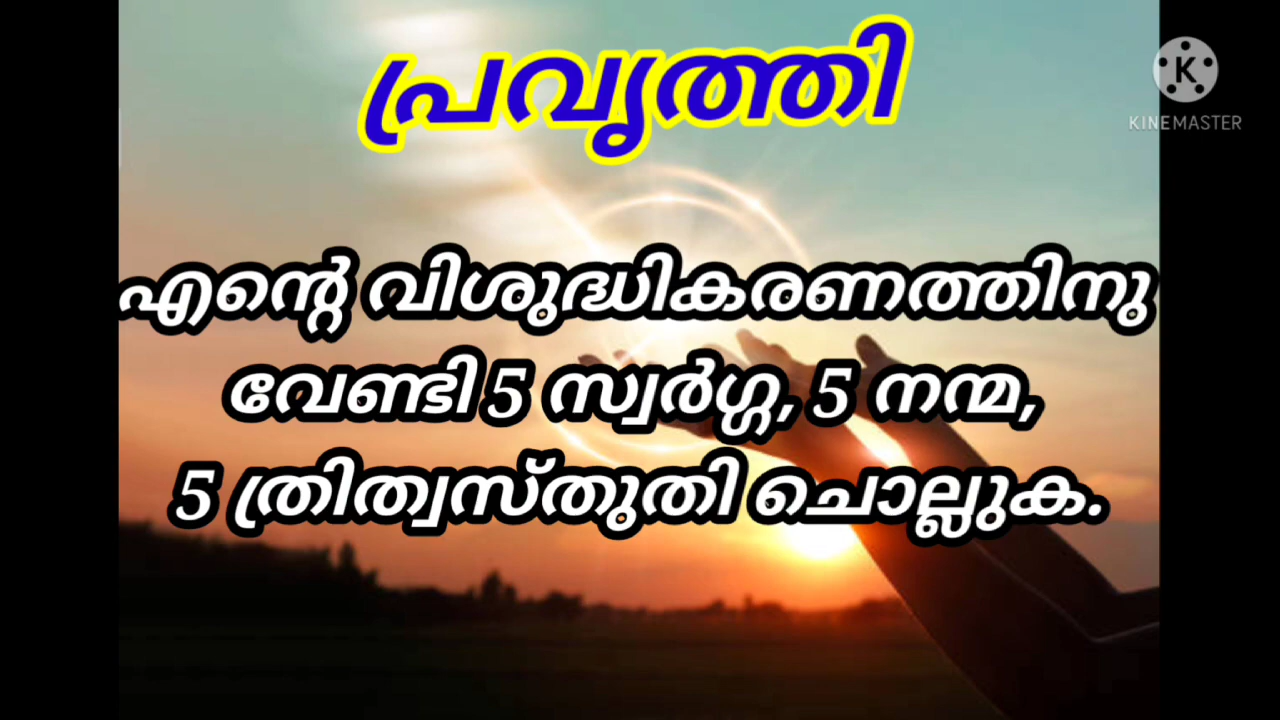 പ്രവൃത്തി
KINEMASTER
എന്റെ വിശുദ്ധികരണത്തിനു
വേണ്ടി 5 സ്വർഗ്ഗ, 5 നന്മ,
5 ത്രിത്വസ്തുതി ചൊല്ലുക.